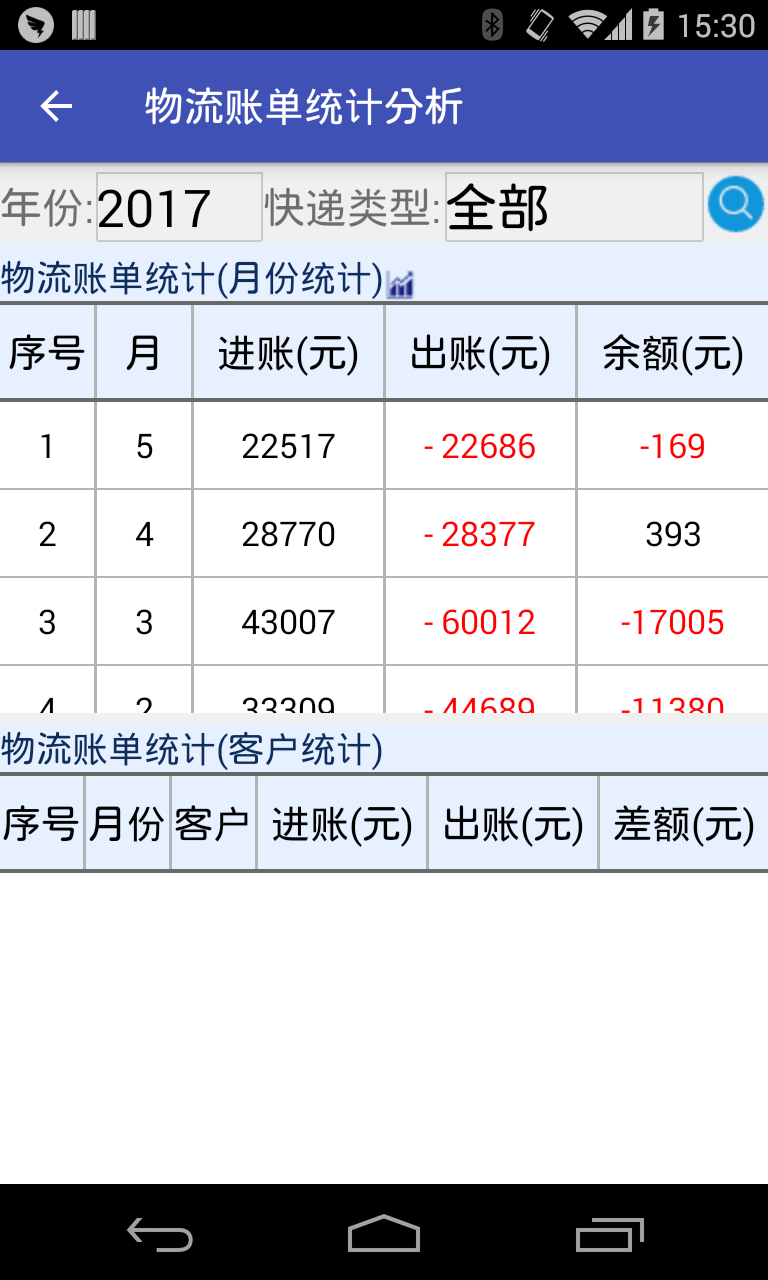 15:30
物流账单统计分析
年份:2017 快递类型:全部
物流账单统计(月份统计)
序号 月 进账(元) 出账(元) 余额(元)
1 5 22517 - 22686 -169
2 4 28770 - 28377 393
3 3 43007 - 60012 -17005
4 2 33309 - 44689 -11380
物流账单统计(客户统计)
序号 月份 客户 进账(元) 出账(元) 差额(元)